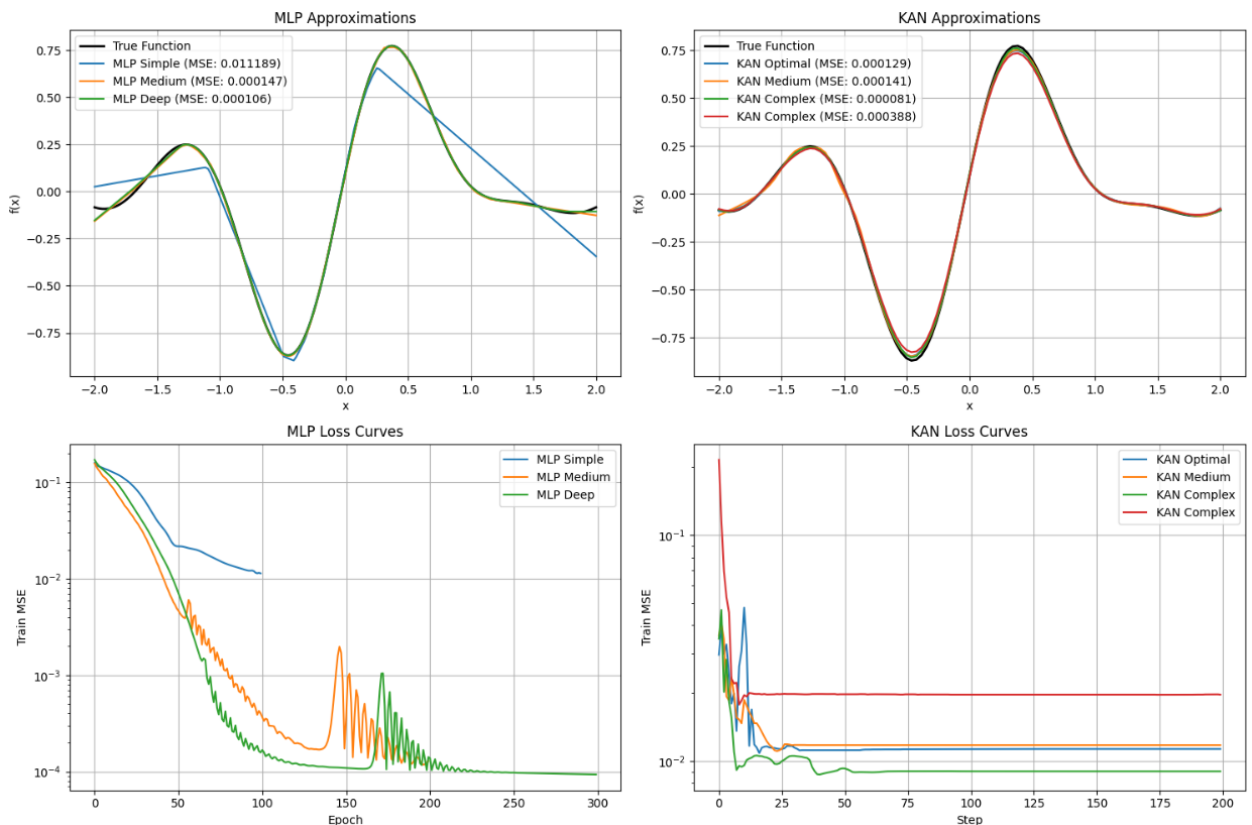 MLP Approximations
True Function
MLP Simple (MSE: 0.011189)
MLP Medium (MSE: 0.000147)
MLP Deep (MSE: 0.000106)
f(x)
0.75
0.50
0.25
0.00
−0.25
−0.50
−0.75
−2.0 −1.5 −1.0 −0.5 0.0 0.5 1.0 1.5 2.0
x
KAN Approximations
True Function
KAN Optimal (MSE: 0.000129)
KAN Medium (MSE: 0.000141)
KAN Complex (MSE: 0.000081)
KAN Complex (MSE: 0.000388)
f(x)
0.75
0.50
0.25
0.00
−0.25
−0.50
−0.75
−2.0 −1.5 −1.0 −0.5 0.0 0.5 1.0 1.5 2.0
x
MLP Loss Curves
MLP Simple
MLP Medium
MLP Deep
Train MSE
10⁻¹
10⁻²
10⁻³
10⁻⁴
0 50 100 150 200 250 300
Epoch
KAN Loss Curves
KAN Optimal
KAN Medium
KAN Complex
KAN Complex
Train MSE
10⁻¹
10⁻²
0 25 50 75 100 125 150 175 200
Step